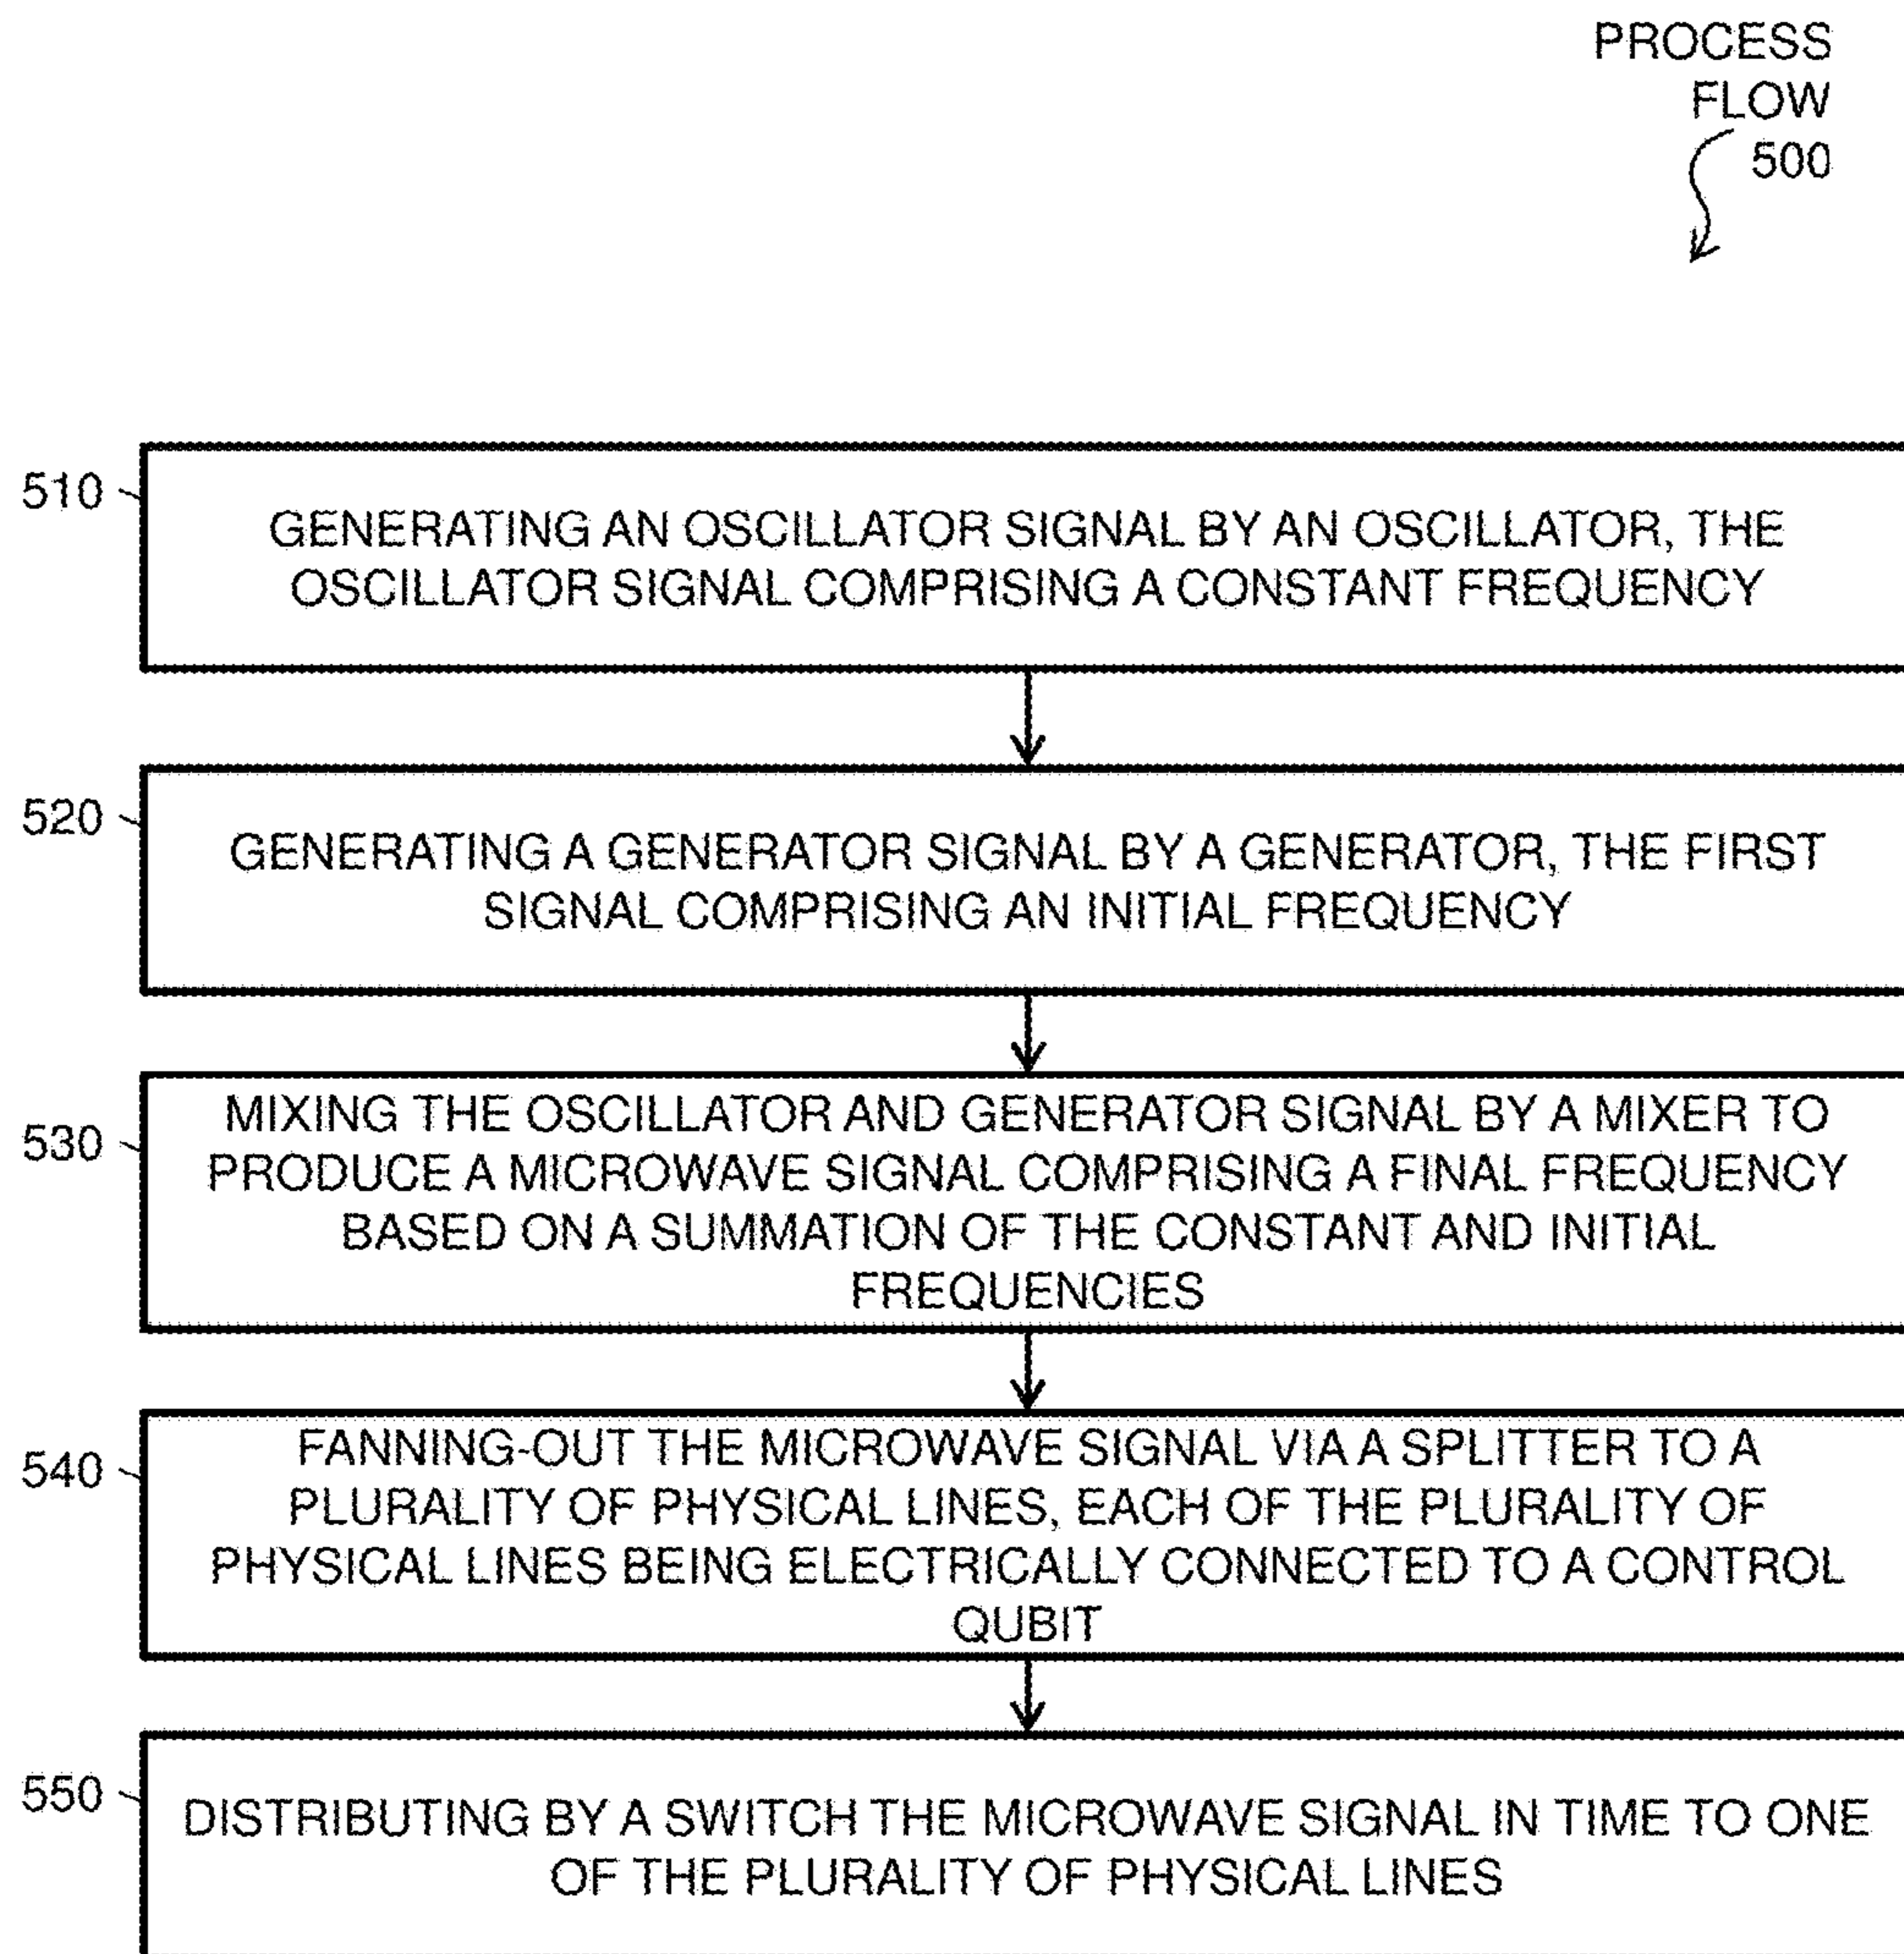 PROCESS
FLOW
500
510
GENERATING AN OSCILLATOR SIGNAL BY AN OSCILLATOR, THE
OSCILLATOR SIGNAL COMPRISING A CONSTANT FREQUENCY
520
GENERATING A GENERATOR SIGNAL BY A GENERATOR, THE FIRST
SIGNAL COMPRISING AN INITIAL FREQUENCY
530
MIXING THE OSCILLATOR AND GENERATOR SIGNAL BY A MIXER TO
PRODUCE A MICROWAVE SIGNAL COMPRISING A FINAL FREQUENCY
BASED ON A SUMMATION OF THE CONSTANT AND INITIAL
FREQUENCIES
540
FANNING-OUT THE MICROWAVE SIGNAL VIA A SPLITTER TO A
PLURALITY OF PHYSICAL LINES, EACH OF THE PLURALITY OF
PHYSICAL LINES BEING ELECTRICALLY CONNECTED TO A CONTROL
QUBIT
550
DISTRIBUTING BY A SWITCH THE MICROWAVE SIGNAL IN TIME TO ONE
OF THE PLURALITY OF PHYSICAL LINES